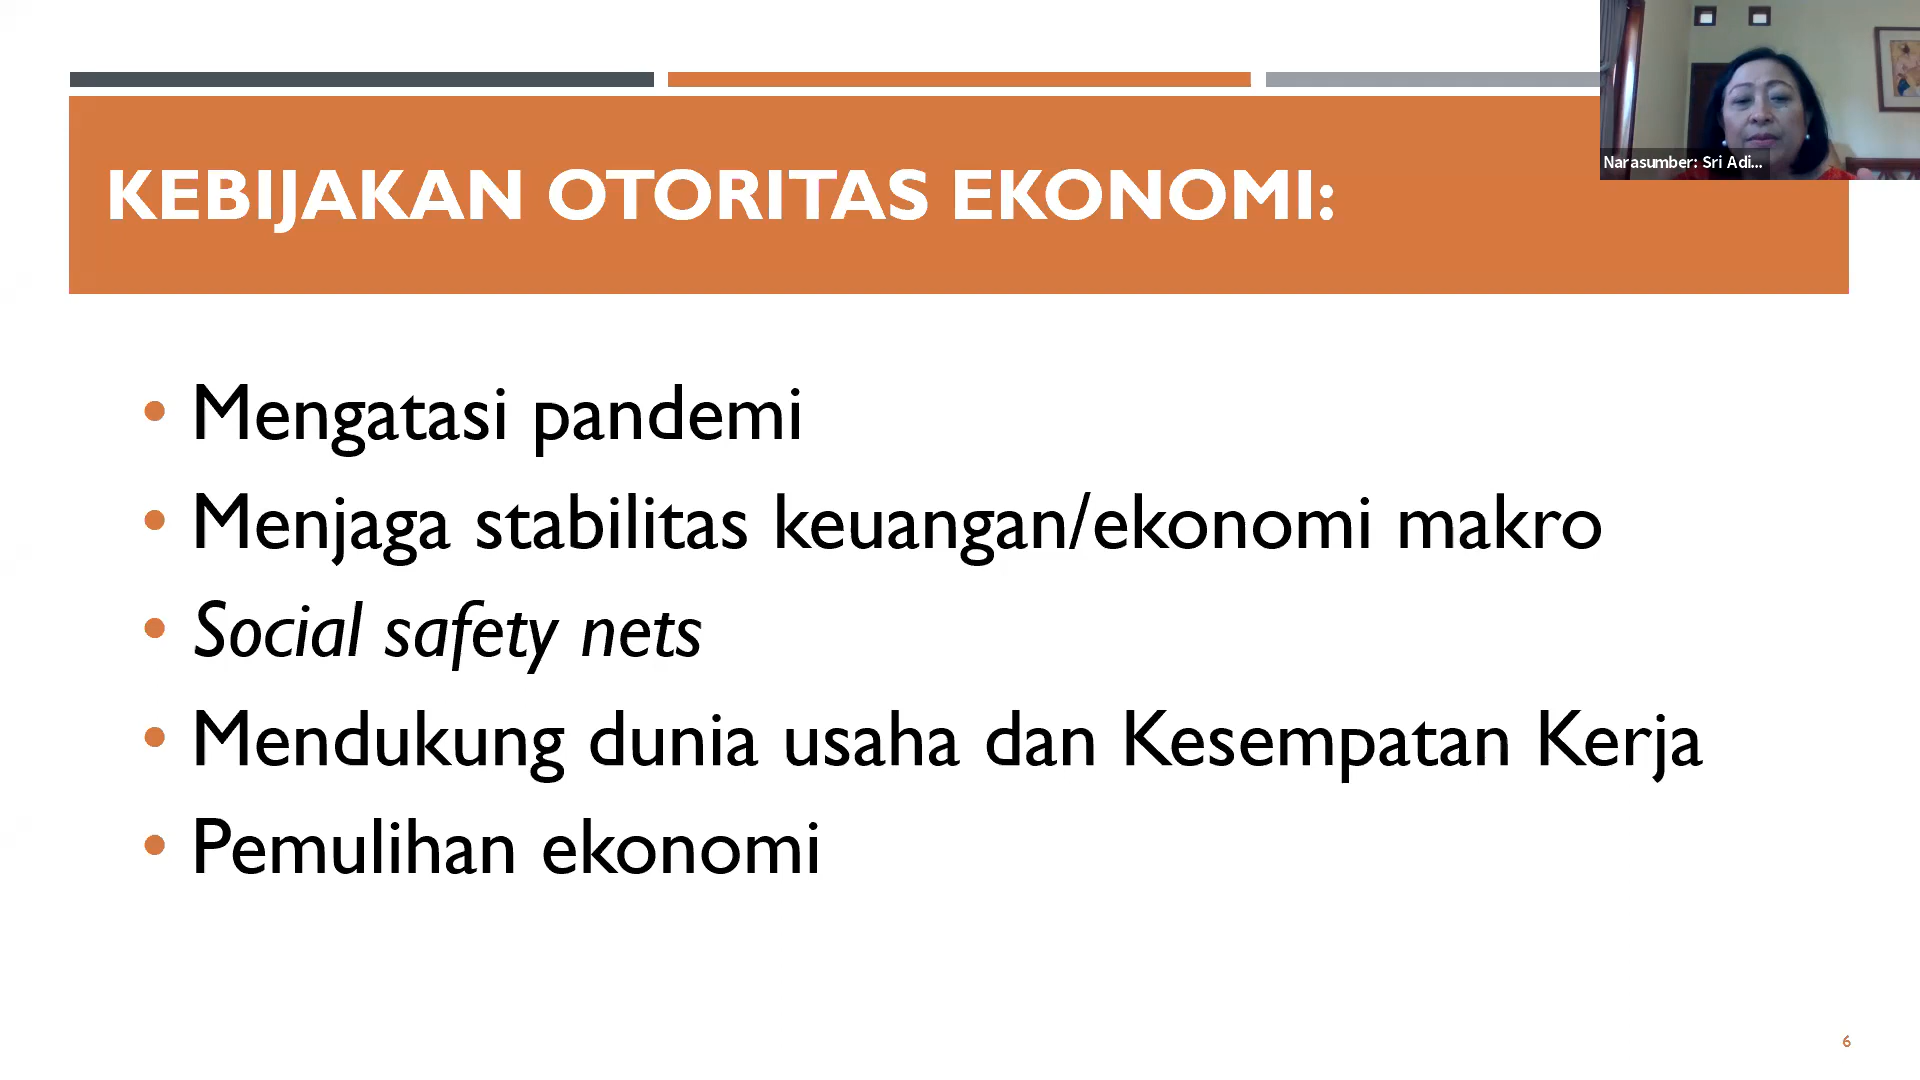 KEBIJAKAN OTORITAS EKONOMI:
Narasumber: Sri Adi...
• Mengatasi pandemi
• Menjaga stabilitas keuangan/ekonomi makro
• Social safety nets
• Mendukung dunia usaha dan Kesempatan Kerja
• Pemulihan ekonomi
6